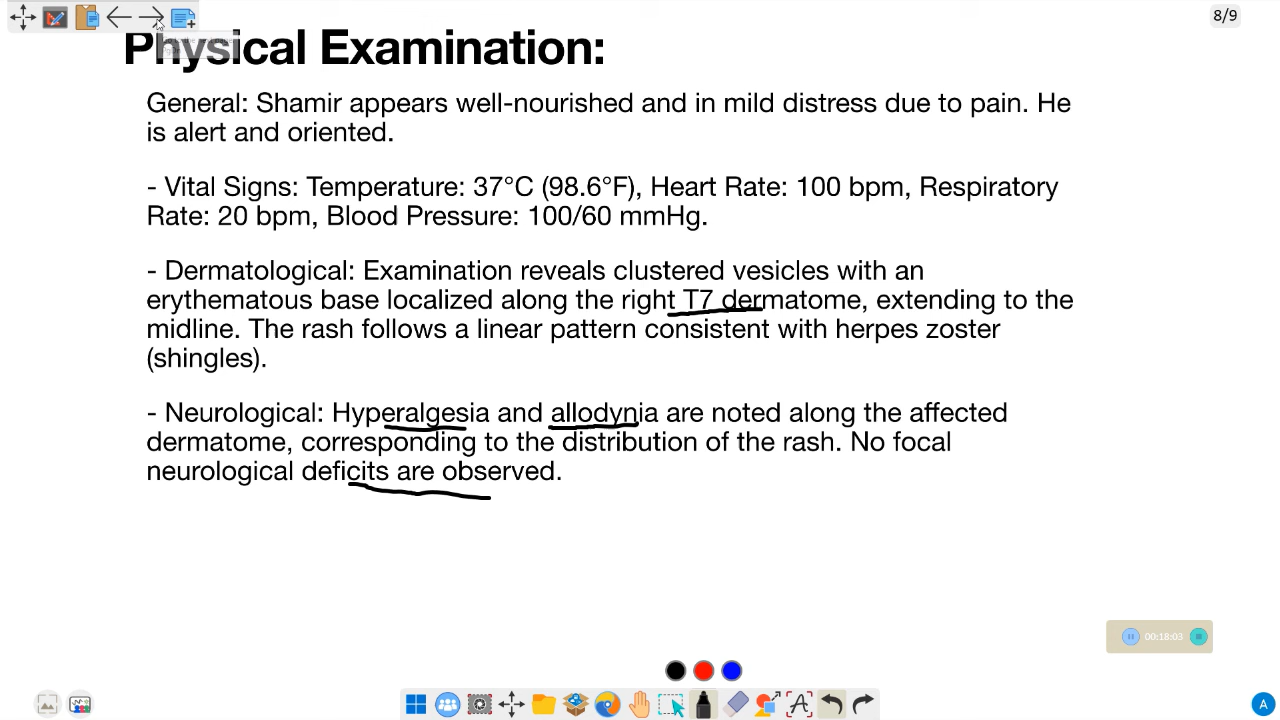 8/9
Physical Examination:
General: Shamir appears well-nourished and in mild distress due to pain. He
is alert and oriented.
- Vital Signs: Temperature: 37°C (98.6°F), Heart Rate: 100 bpm, Respiratory
Rate: 20 bpm, Blood Pressure: 100/60 mmHg.
- Dermatological: Examination reveals clustered vesicles with an
erythematous base localized along the right T7 dermatome, extending to the
midline. The rash follows a linear pattern consistent with herpes zoster
(shingles).
- Neurological: Hyperalgesia and allodynia are noted along the affected
dermatome, corresponding to the distribution of the rash. No focal
neurological deficits are observed.
00:18:03
A